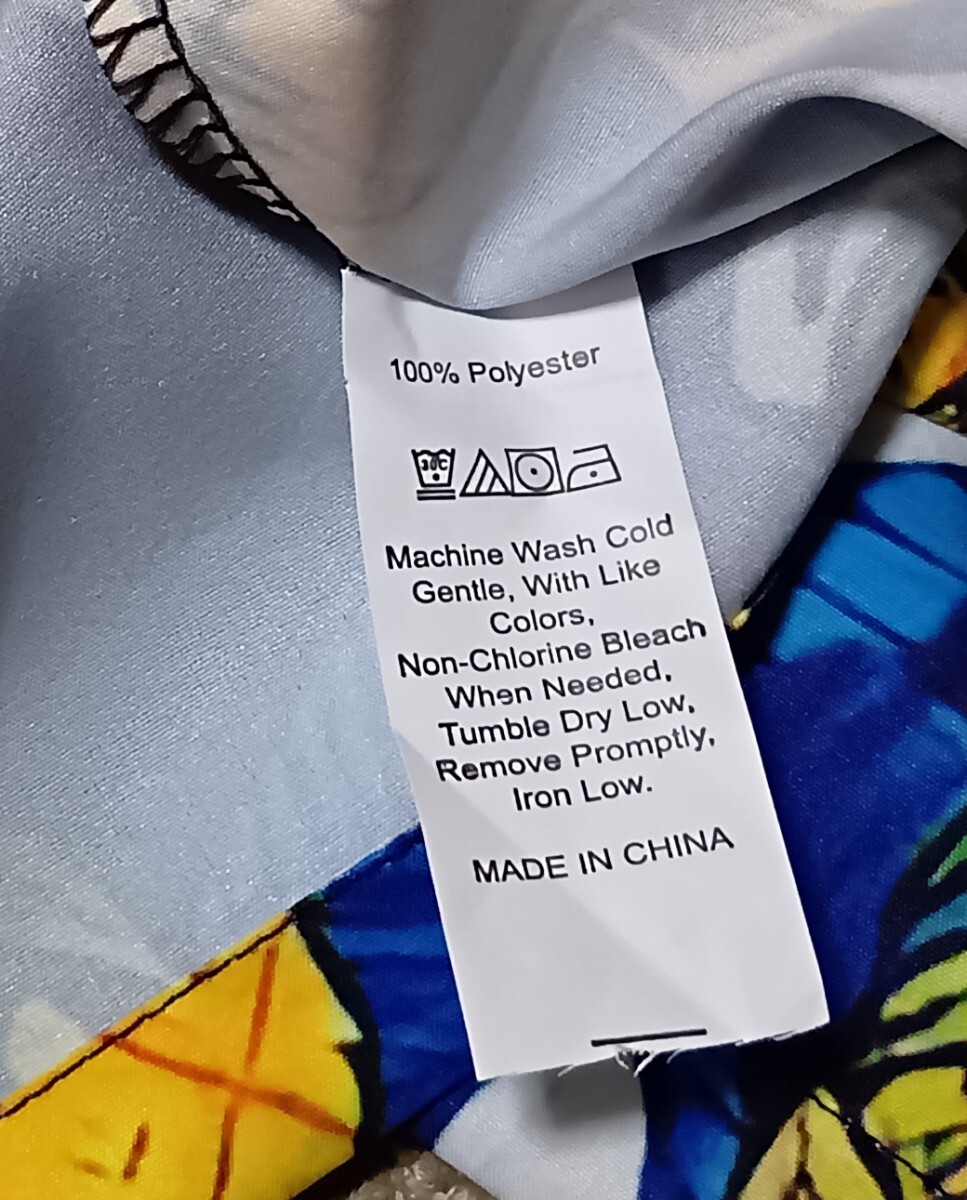 100% Polyester
30°C
Machine Wash Cold
Gentle, With Like
Colors,
Non-Chlorine Bleach
When Needed,
Tumble Dry Low,
Remove Promptly,
Iron Low.
MADE IN CHINA